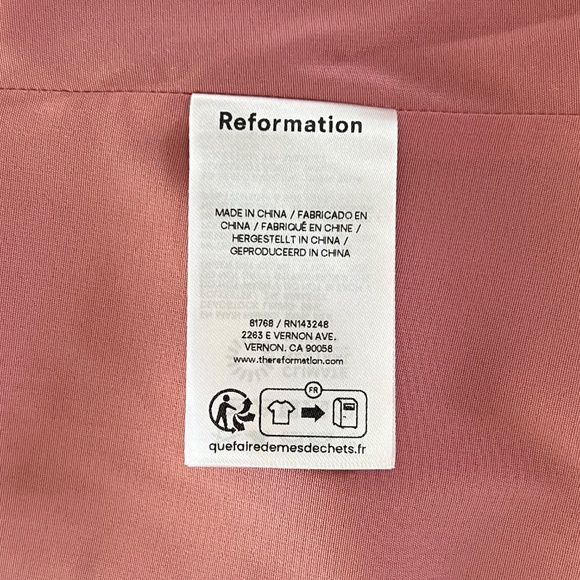 Reformation
MADE IN CHINA / FABRICADO EN
CHINA / FABRIQUÉ EN CHINE /
HERGESTELLT IN CHINA /
GEPRODUCEERD IN CHINA
81768 / RN143248
2263 E VERNON AVE.
VERNON. CA 90058
www.thereformation.com
FR
quefairedemesdechets.fr